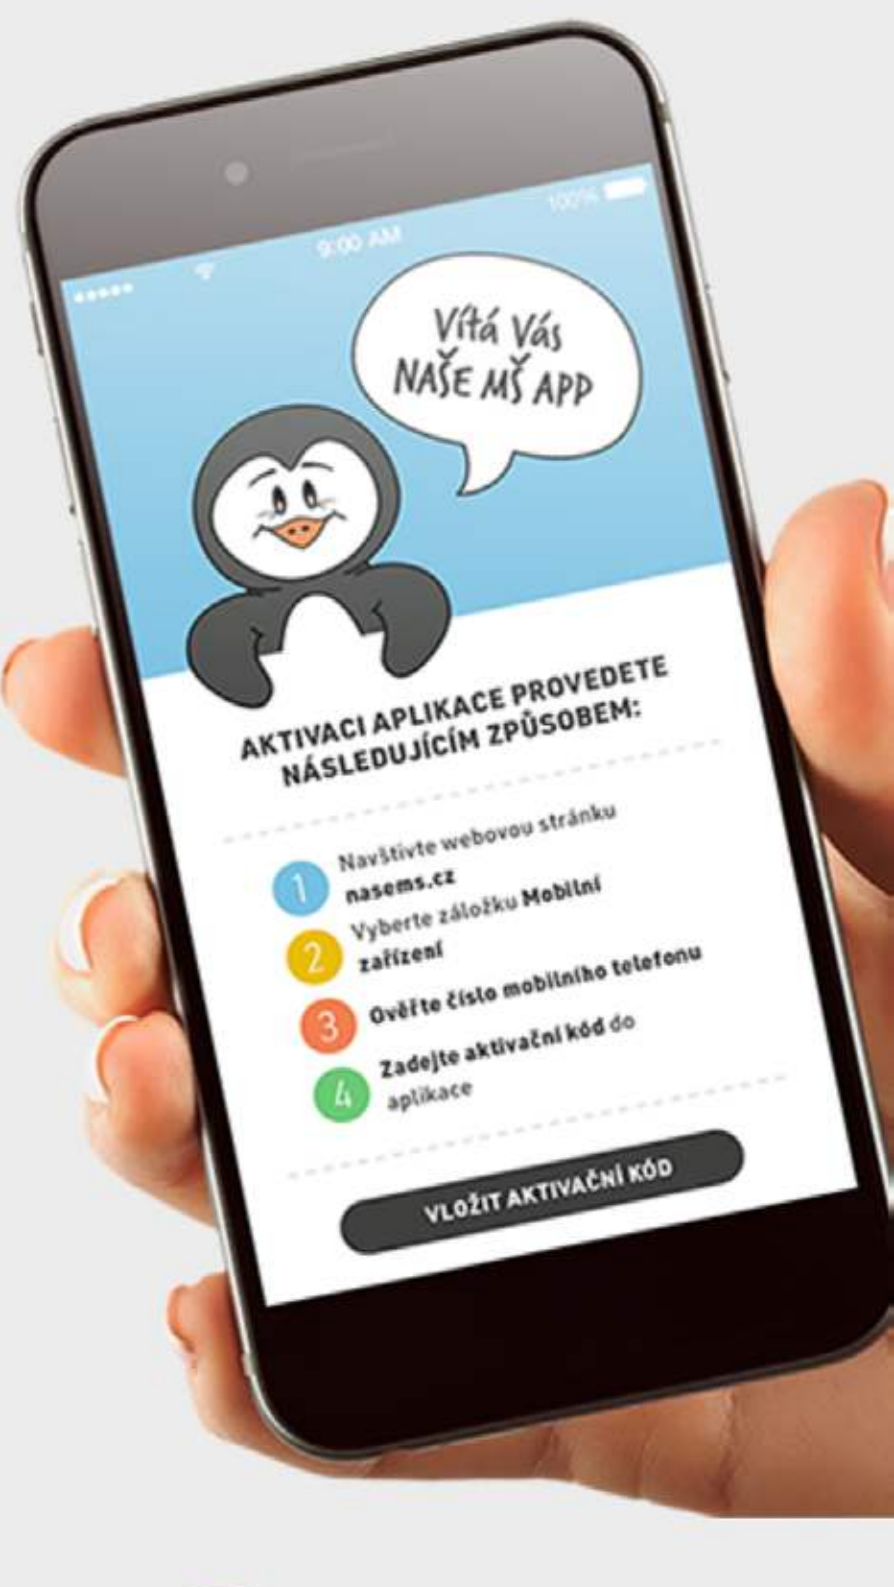 9:00 AM
100%
Vítá Vás
NAŠE MŠ APP
AKTIVACI APLIKACE PROVEDETE
NÁSLEDUJÍCÍM ZPŮSOBEM:
1 Navštivte webovou stránku
nasems.cz
2 Vyberte záložku Mobilní
zařízení
3 Ověřte číslo mobilního telefonu
4 Zadejte aktivační kód do
aplikace
VLOŽIT AKTIVAČNÍ KÓD